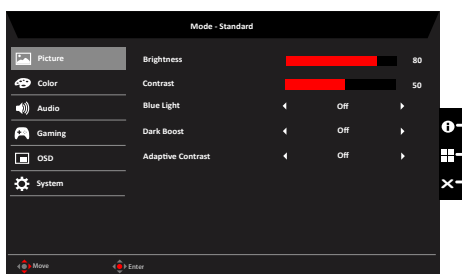 Mode - Standard
Picture
Brightness 80
Color
Contrast 50
Audio
Blue Light Off
Gaming
Dark Boost Off
OSD
Adaptive Contrast Off
System
Move Enter